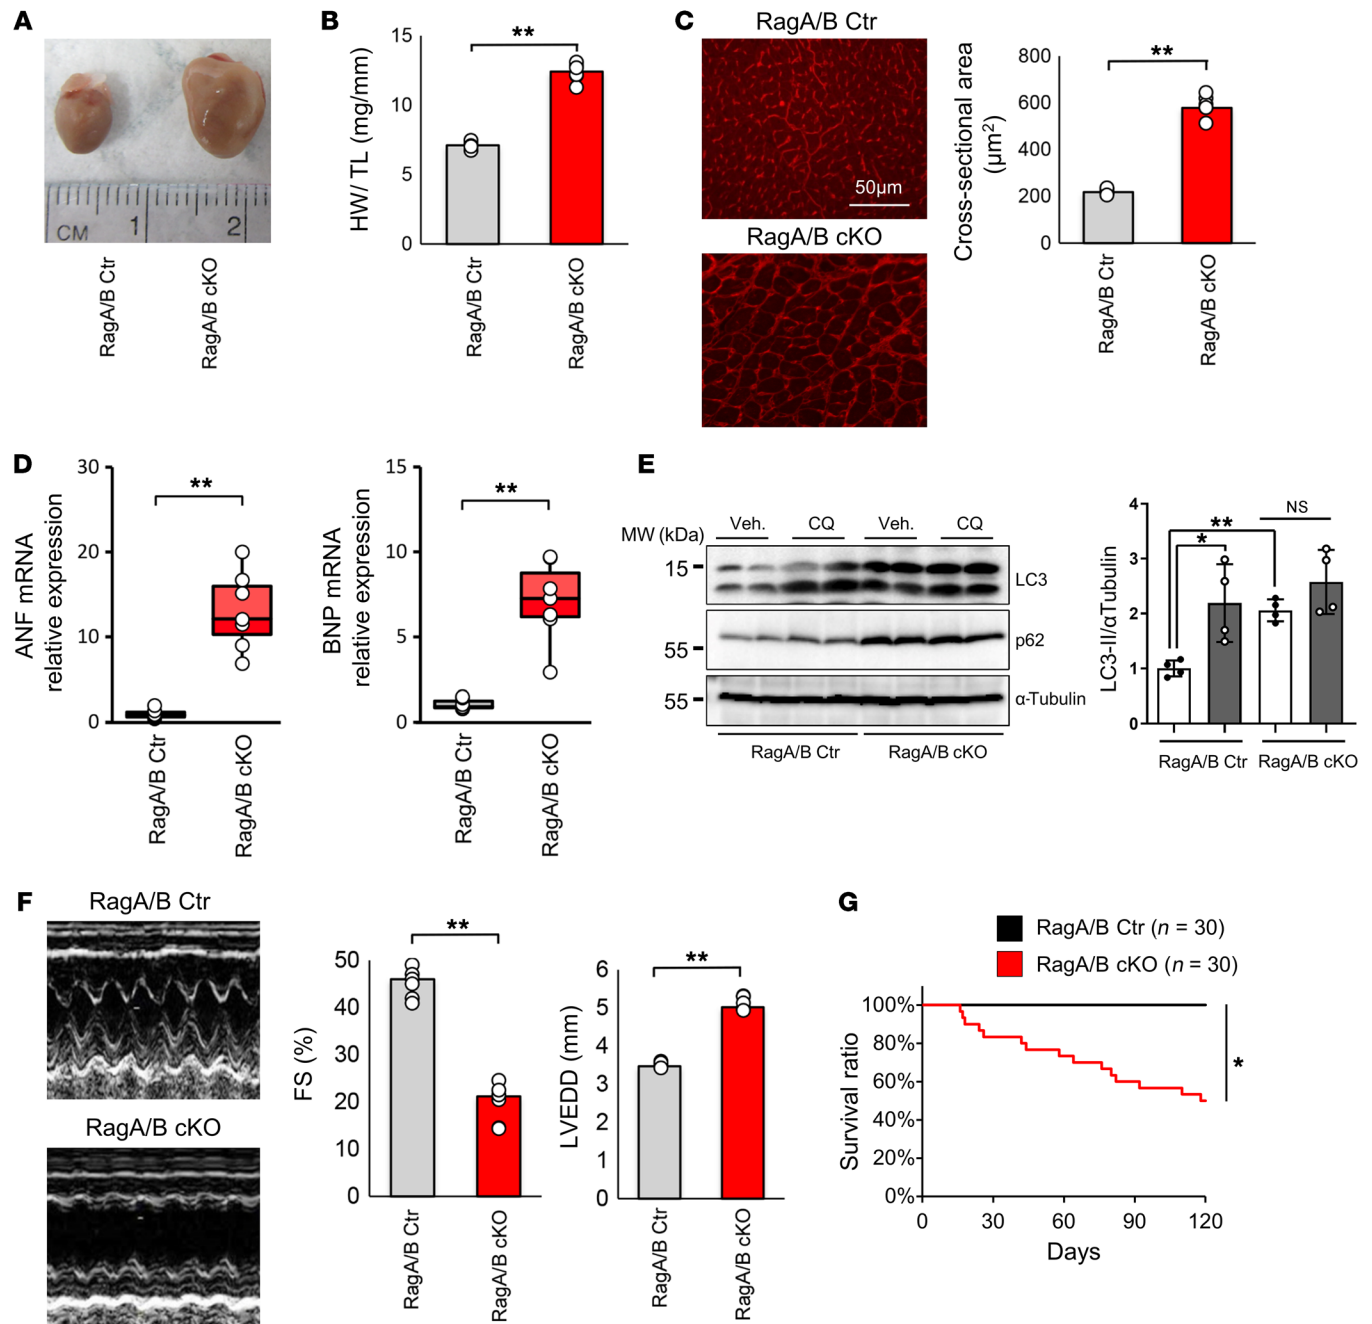 A
CM
1
2
RagA/B Ctr
RagA/B cKO
B
HW/ TL (mg/mm)
15
10
5
0
**
RagA/B Ctr
RagA/B cKO
C
RagA/B Ctr
50µm
RagA/B cKO
Cross-sectional area
(µm2)
800
600
400
200
0
**
RagA/B Ctr
RagA/B cKO
D
ANF mRNA
relative expression
30
20
10
0
**
RagA/B Ctr
RagA/B cKO
BNP mRNA
relative expression
15
10
5
0
**
RagA/B Ctr
RagA/B cKO
E
MW (kDa)
Veh. CQ Veh. CQ
15
LC3
55
p62
55
α-Tubulin
RagA/B Ctr RagA/B cKO
LC3-II/αTubulin
4
3
2
1
0
NS
**
*
RagA/B Ctr RagA/B cKO
F
RagA/B Ctr
RagA/B cKO
FS (%)
50
40
30
20
10
0
**
RagA/B Ctr
RagA/B cKO
LVEDD (mm)
6
5
4
3
2
1
0
**
RagA/B Ctr
RagA/B cKO
G
RagA/B Ctr (n = 30)
RagA/B cKO (n = 30)
Survival ratio
100%
80%
60%
40%
20%
0%
*
0 30 60 90 120
Days